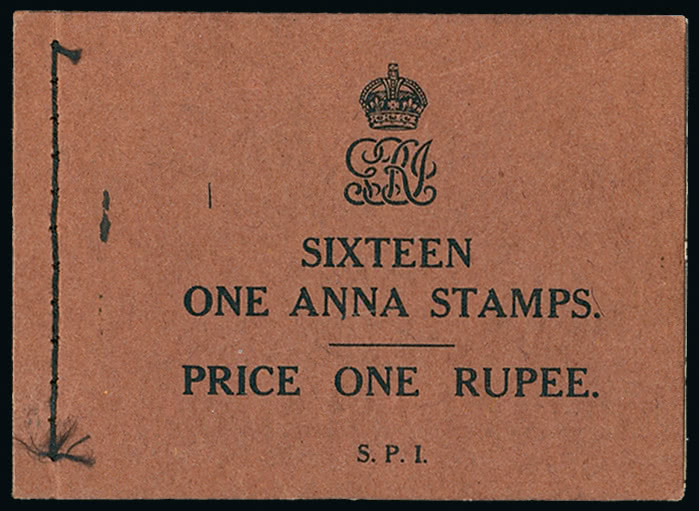 GRI
SIXTEEN
ONE ANNA STAMPS.
PRICE ONE RUPEE.
S. P. I.